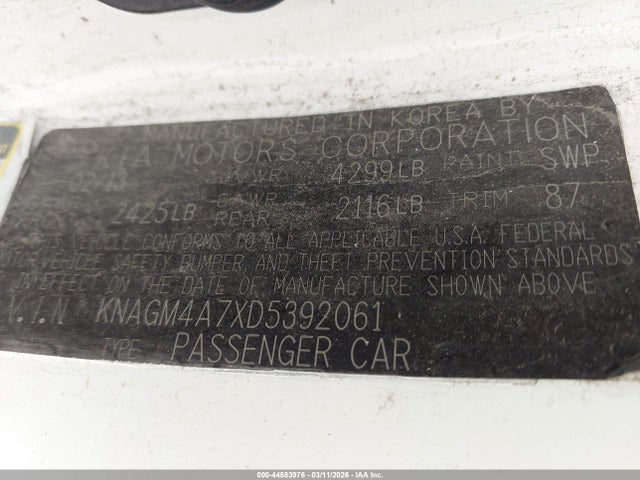 MANUFACTURED IN KOREA BY
KIA MOTORS CORPORATION
4299LB PAINT SWP
2425LB GAWR REAR 2116LB TRIM 87
THIS VEHICLE CONFORMS TO ALL APPLICABLE U.S.A. FEDERAL
MOTOR VEHICLE SAFETY BUMPER, AND THEFT PREVENTION STANDARDS
IN EFFECT ON THE DATE OF MANUFACTURE SHOWN ABOVE
V.I.N KNAGM4A7XD5392061
TYPE PASSENGER CAR
000-44583976 - 03/11/2026 - IAA Inc.